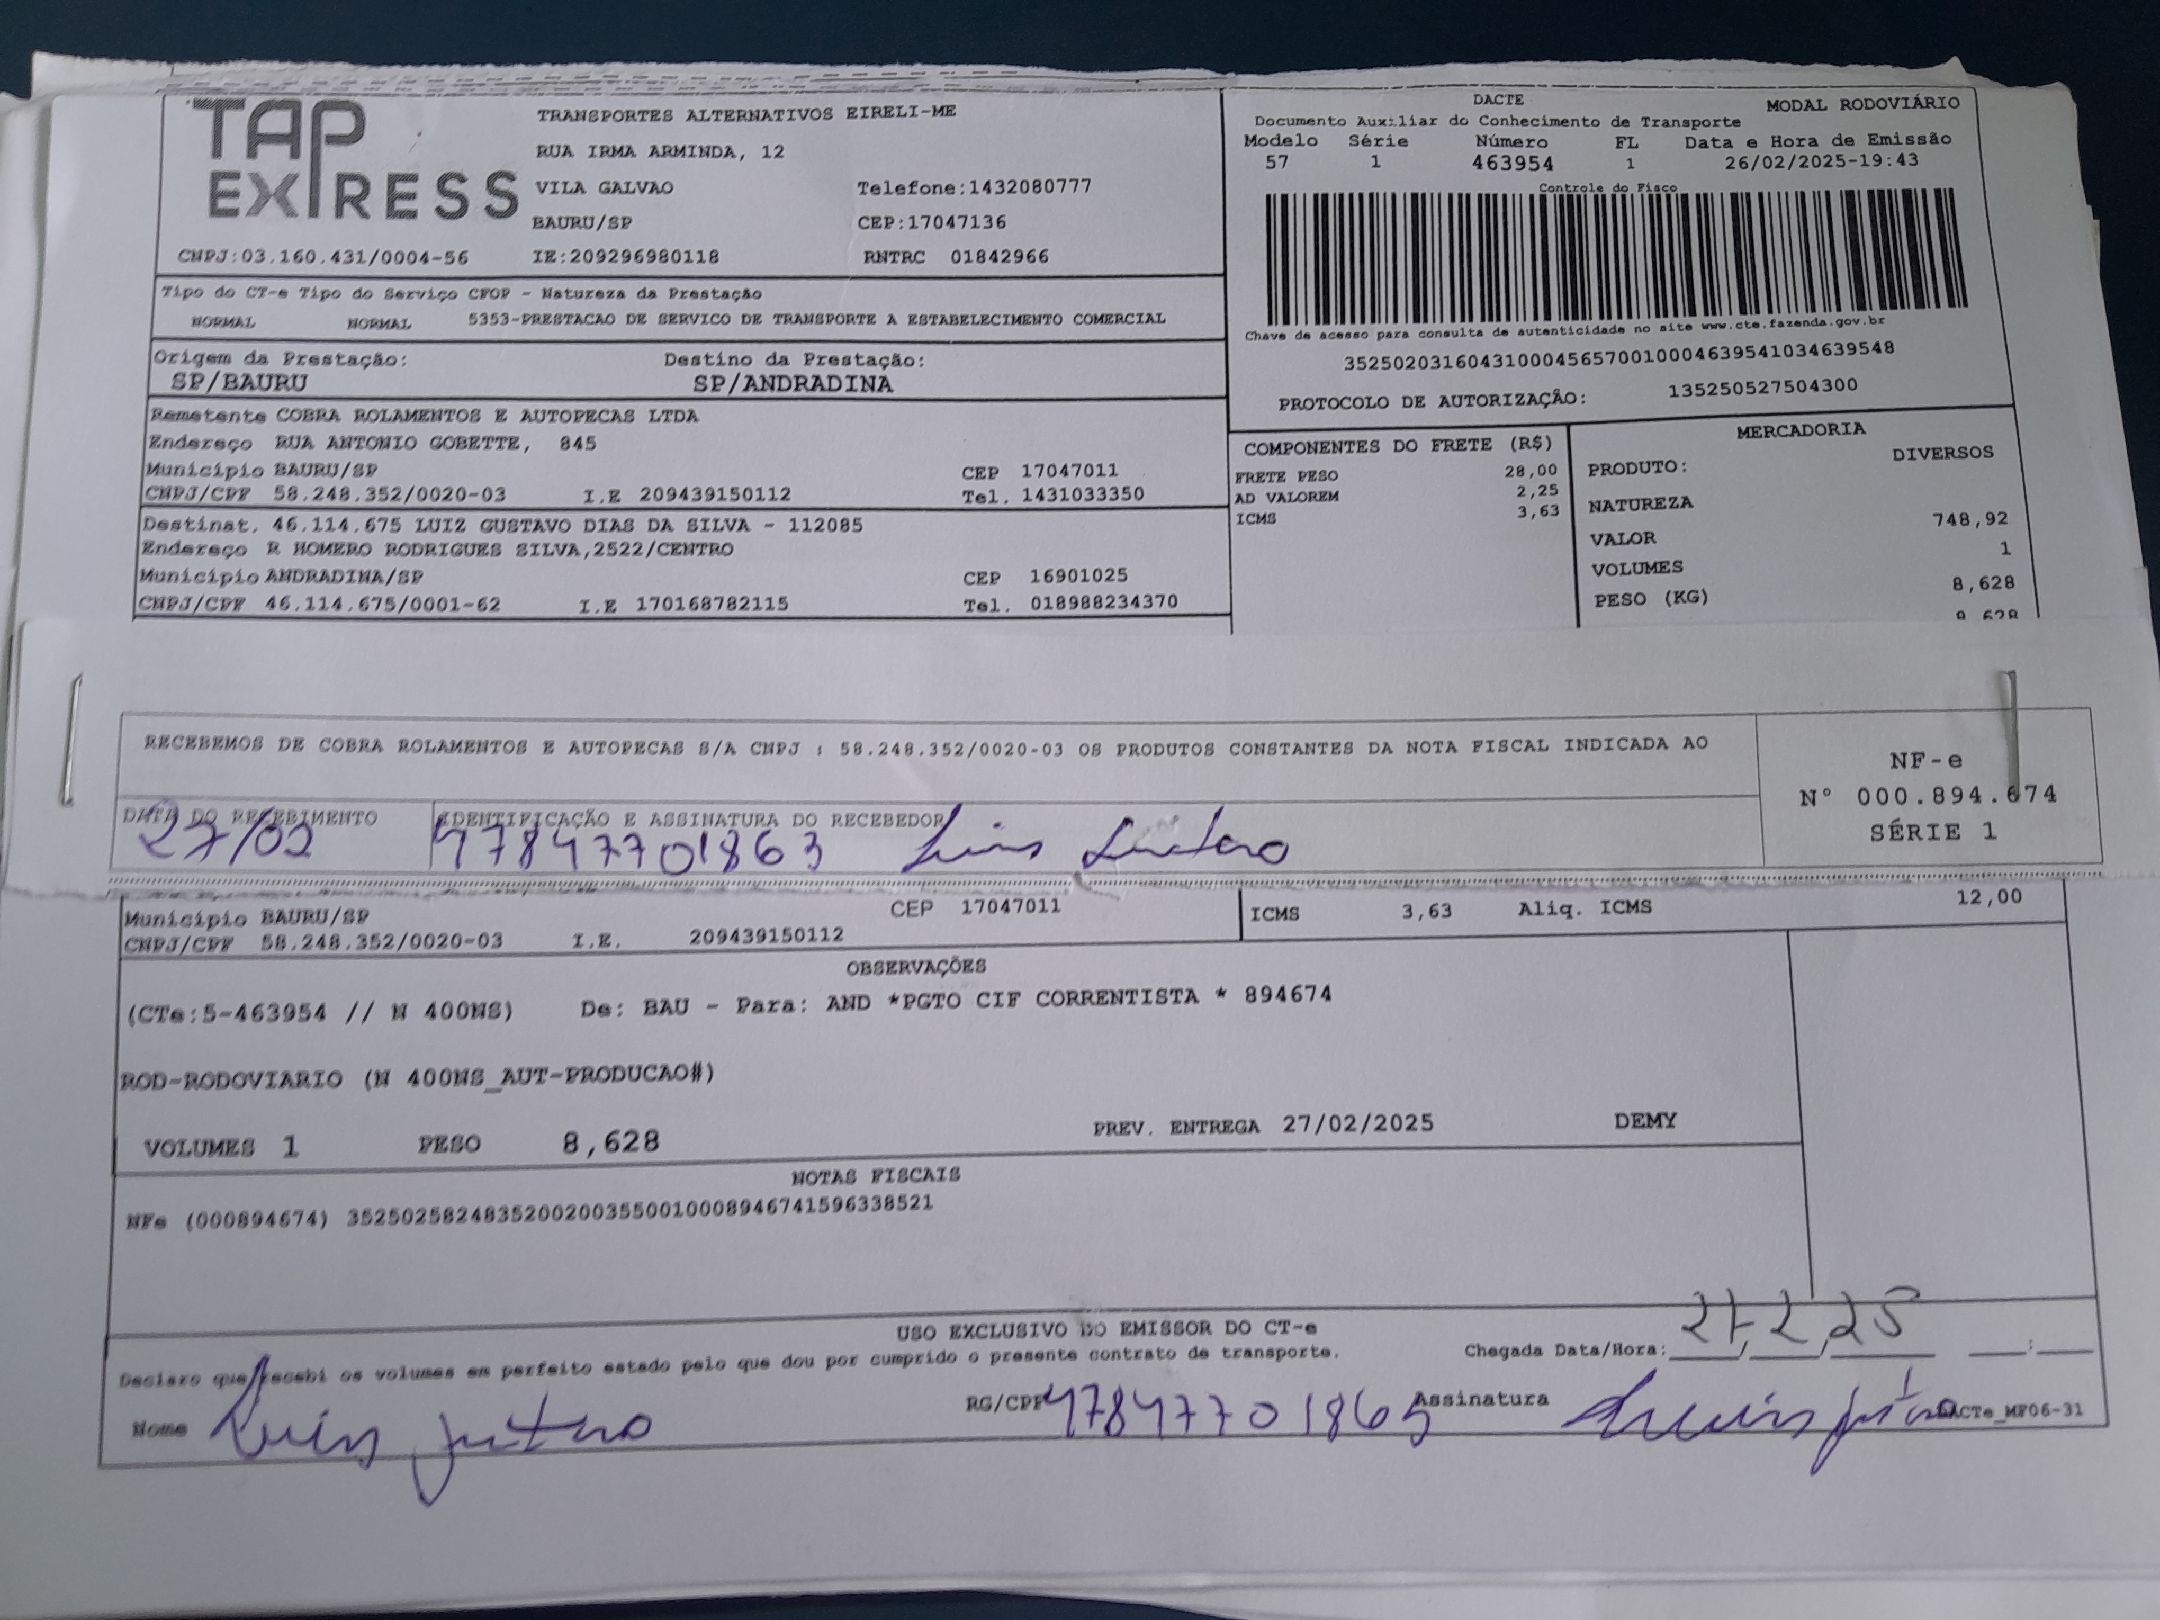 TAP
EXPRESS
TRANSPORTES ALTERNATIVOS EIRELI-ME
RUA IRMA ARMINDA, 12
VILA GALVAO Telefone:1432080777
BAURU/SP CEP:17047136
CNPJ:03.160.431/0004-56 IE:209296980118 RNTRC 01842966
DACTE MODAL RODOVIÁRIO
Documento Auxiliar do Conhecimento de Transporte
Modelo Série Número FL Data e Hora de Emissão
57 1 463954 1 26/02/2025-19:43
Controle do Fisco
Chave de acesso para consulta de autenticidade no site www.cte.fazenda.gov.br
35250203160431000456570010004639541034639548
PROTOCOLO DE AUTORIZAÇÃO: 135250527504300
Tipo do CT-e Tipo do Serviço CFOP - Natureza da Prestação
NORMAL NORMAL 5353-PRESTACAO DE SERVICO DE TRANSPORTE A ESTABELECIMENTO COMERCIAL
Origem da Prestação: Destino da Prestação:
SP/BAURU SP/ANDRADINA
Remetente COBRA ROLAMENTOS E AUTOPECAS LTDA
Endereço RUA ANTONIO GOBETTE, 845
Município BAURU/SP CEP 17047011
CNPJ/CPF 58.248.352/0020-03 I.E 209439150112 Tel. 1431033350
Destinat. 46.114.675 LUIZ GUSTAVO DIAS DA SILVA - 112085
Endereço R HOMERO RODRIGUES SILVA,2522/CENTRO
Município ANDRADINA/SP CEP 16901025
CNPJ/CPF 46.114.675/0001-62 I.E 170168782115 Tel. 018988234370
COMPONENTES DO FRETE (R$)
FRETE PESO 28,00
AD VALOREM 2,25
ICMS 3,63
MERCADORIA
PRODUTO: DIVERSOS
NATUREZA
VALOR 748,92
VOLUMES 1
PESO (KG) 8,628
RECEBEMOS DE COBRA ROLAMENTOS E AUTOPECAS S/A CNPJ : 58.248.352/0020-03 OS PRODUTOS CONSTANTES DA NOTA FISCAL INDICADA AO
NF-e
Nº 000.894.674
SÉRIE 1
DATA DO RECEBIMENTO IDENTIFICAÇÃO E ASSINATURA DO RECEBEDOR
27/02 47847701863 Luis
Município BAURU/SP CEP 17047011 ICMS 3,63 Aliq. ICMS 12,00
CNPJ/CPF 58.248.352/0020-03 I.E. 209439150112
OBSERVAÇÕES
(CTe:5-463954 // N 400NS) De: BAU - Para: AND *PGTO CIF CORRENTISTA * 894674
ROD-RODOVIARIO (N 400NS_AUT-PRODUCAO#)
VOLUMES 1 PESO 8,628 PREV. ENTREGA 27/02/2025 DEMY
NOTAS FISCAIS
NFs (000894674) 35250258248352002003550010008946741596338521
USO EXCLUSIVO DO EMISSOR DO CT-e
Declaro que recebi os volumes em perfeito estado pelo que dou por cumprido o presente contrato de transporte. Chegada Data/Hora: 27/2/25 :
Nome Luis RG/CPF Assinatura DACTe_MF06-31